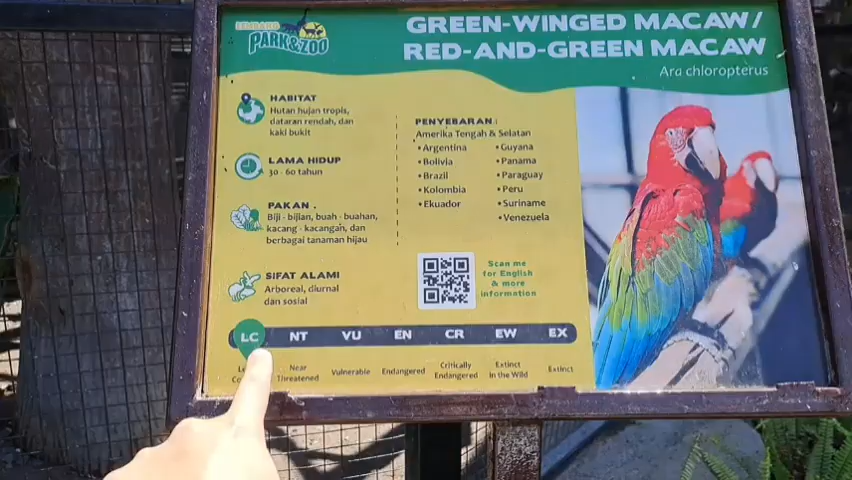 LEMBANG
PARK&ZOO
GREEN-WINGED MACAW/
RED-AND-GREEN MACAW
Ara chloropterus
HABITAT
Hutan hujan tropis,
dataran rendah, dan
kaki bukit
LAMA HIDUP
30 - 60 tahun
PAKAN .
Biji - bijian, buah - buahan,
kacang - kacangan, dan
berbagai tanaman hijau
SIFAT ALAMI
Arboreal, diurnal
dan sosial
PENYEBARAN :
Amerika Tengah & Selatan
• Argentina
• Bolivia
• Brazil
• Kolombia
• Ekuador
• Guyana
• Panama
• Paraguay
• Peru
• Suriname
• Venezuela
Scan me
for English
& more
information
LC NT VU EN CR EW EX
Near
Threatened
Vulnerable
Endangered
Critically
Endangered
Extinct
in the Wild
Extinct